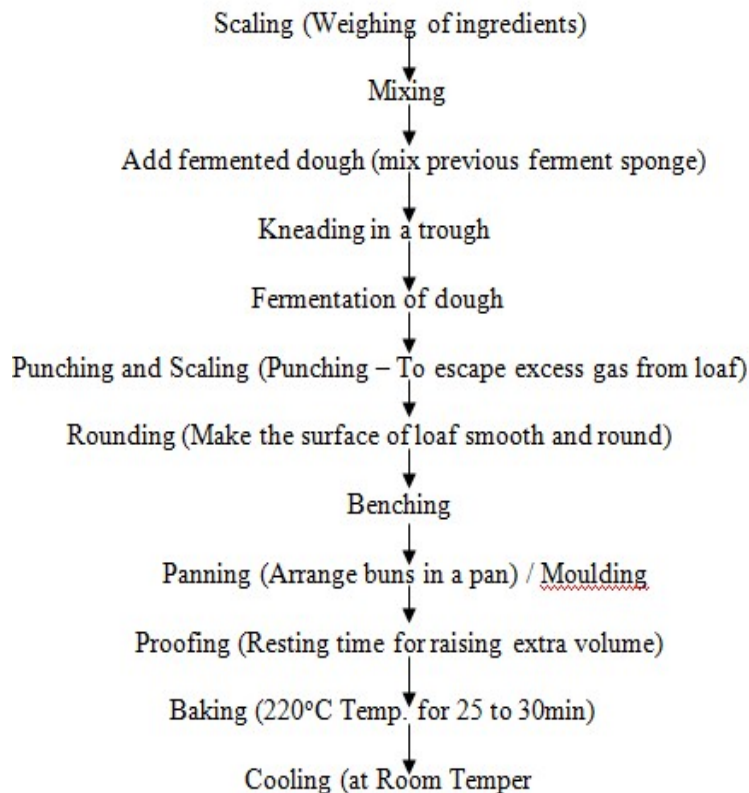 Scaling (Weighing of ingredients)
Mixing
Add fermented dough (mix previous ferment sponge)
Kneading in a trough
Fermentation of dough
Punching and Scaling (Punching – To escape excess gas from loaf)
Rounding (Make the surface of loaf smooth and round)
Benching
Panning (Arrange buns in a pan) / Moulding
Proofing (Resting time for raising extra volume)
Baking (220°C Temp. for 25 to 30min)
Cooling (at Room Temper